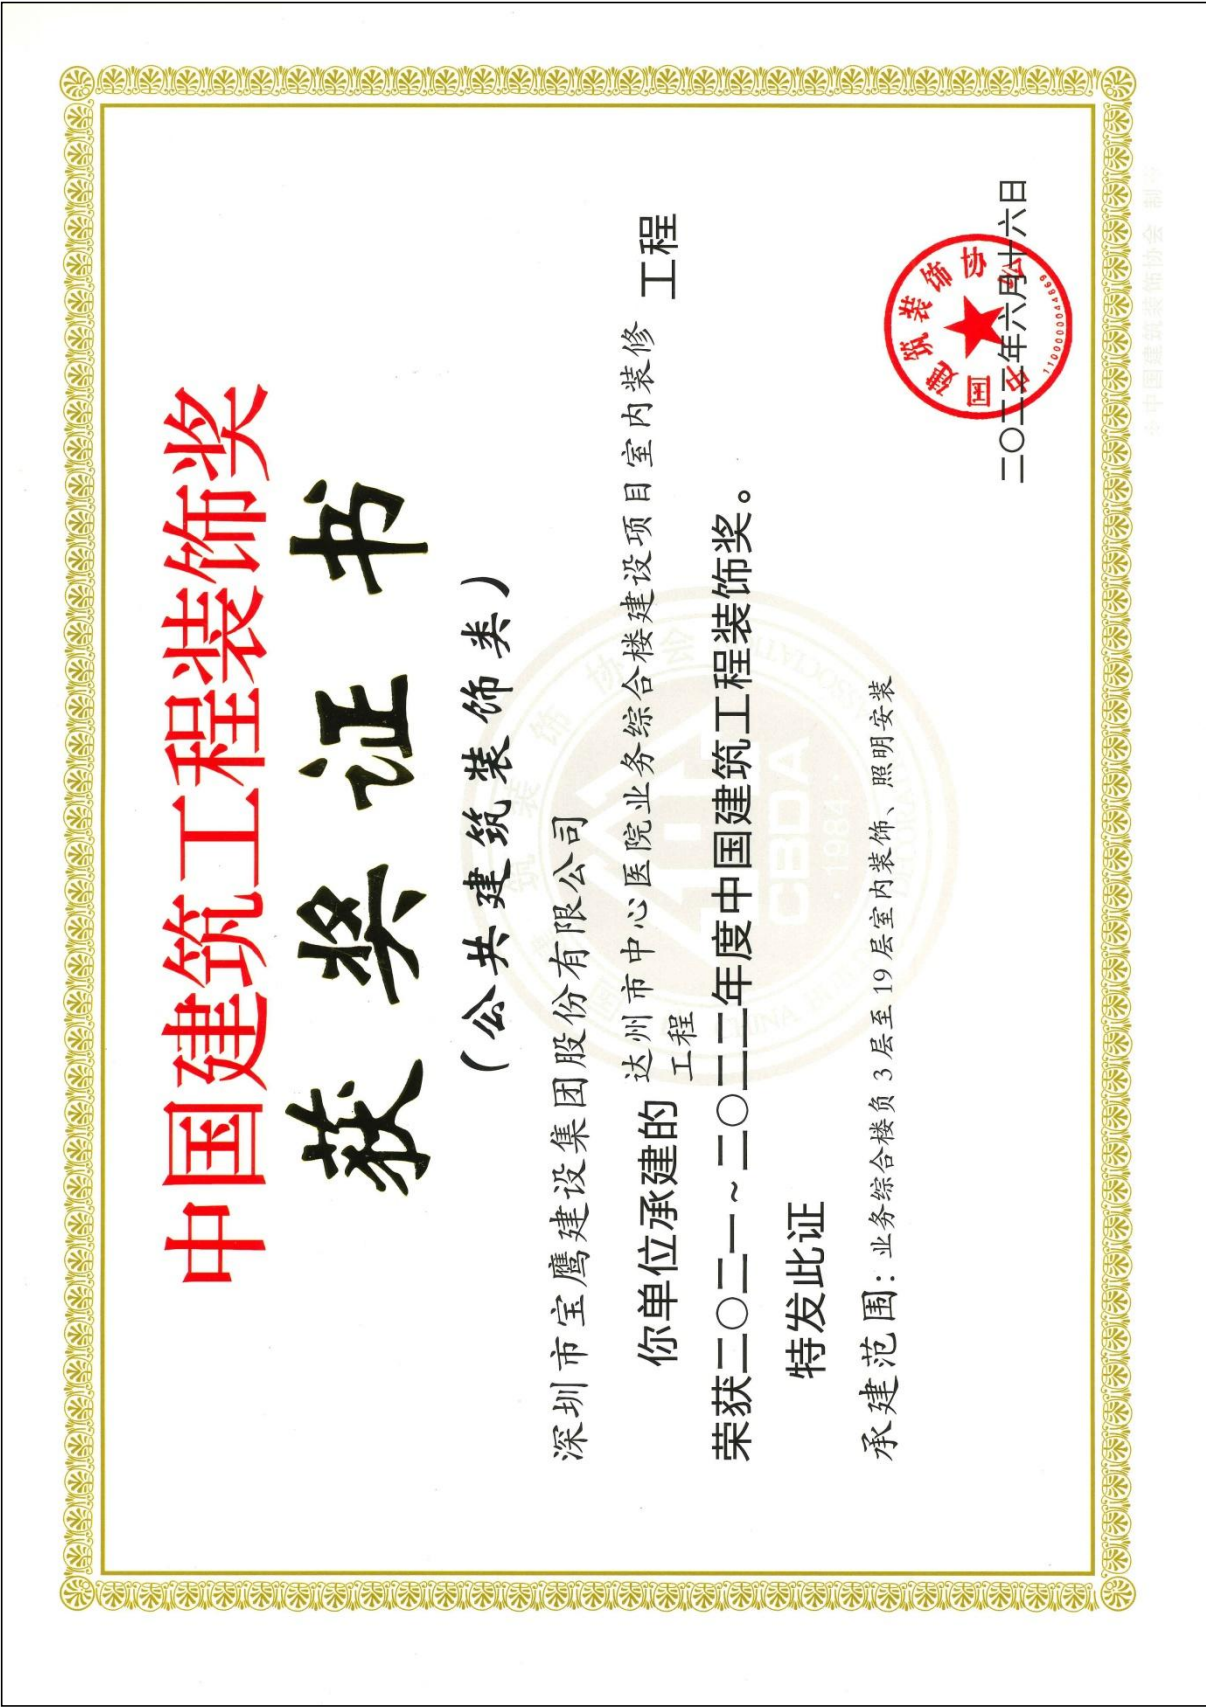 中国建筑工程装饰奖
获奖证书
（公共建筑装饰类）
深圳市宝鹰建设集团股份有限公司
你单位承建的 达州市中心医院业务综合楼建设项目室内装修工程 工程
荣获二〇二一~二〇二二年度中国建筑工程装饰奖。
特发此证
承建范围：业务综合楼负3层至19层室内装饰、照明安装
中国建筑装饰协会
1100000044869
二〇二三年六月十六日
CBDA
·1984·
中国建筑装饰协会 制